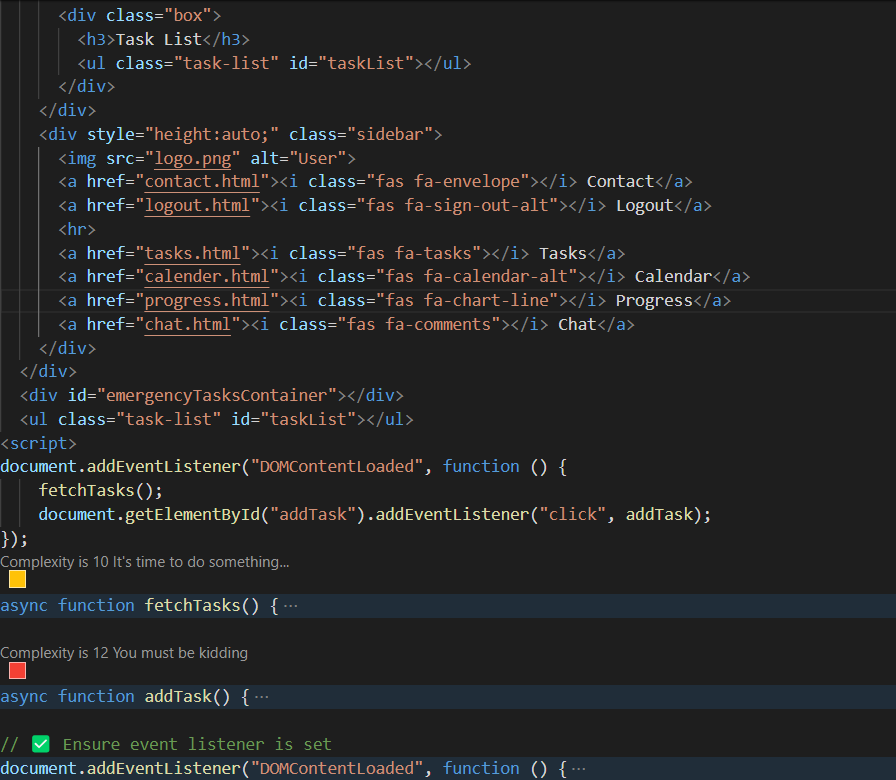 <div class="box">
<h3>Task List</h3>
<ul class="task-list" id="taskList"></ul>
</div>
</div>
<div style="height:auto;" class="sidebar">
<img src="logo.png" alt="User">
<a href="contact.html"><i class="fas fa-envelope"></i> Contact</a>
<a href="logout.html"><i class="fas fa-sign-out-alt"></i> Logout</a>
<hr>
<a href="tasks.html"><i class="fas fa-tasks"></i> Tasks</a>
<a href="calender.html"><i class="fas fa-calendar-alt"></i> Calendar</a>
<a href="progress.html"><i class="fas fa-chart-line"></i> Progress</a>
<a href="chat.html"><i class="fas fa-comments"></i> Chat</a>
</div>
</div>
<div id="emergencyTasksContainer"></div>
<ul class="task-list" id="taskList"></ul>
<script>
document.addEventListener("DOMContentLoaded", function () {
fetchTasks();
document.getElementById("addTask").addEventListener("click", addTask);
});
Complexity is 10 It's time to do something...
async function fetchTasks() { ···
Complexity is 12 You must be kidding
async function addTask() { ···
// ✅ Ensure event listener is set
document.addEventListener("DOMContentLoaded", function () { ···